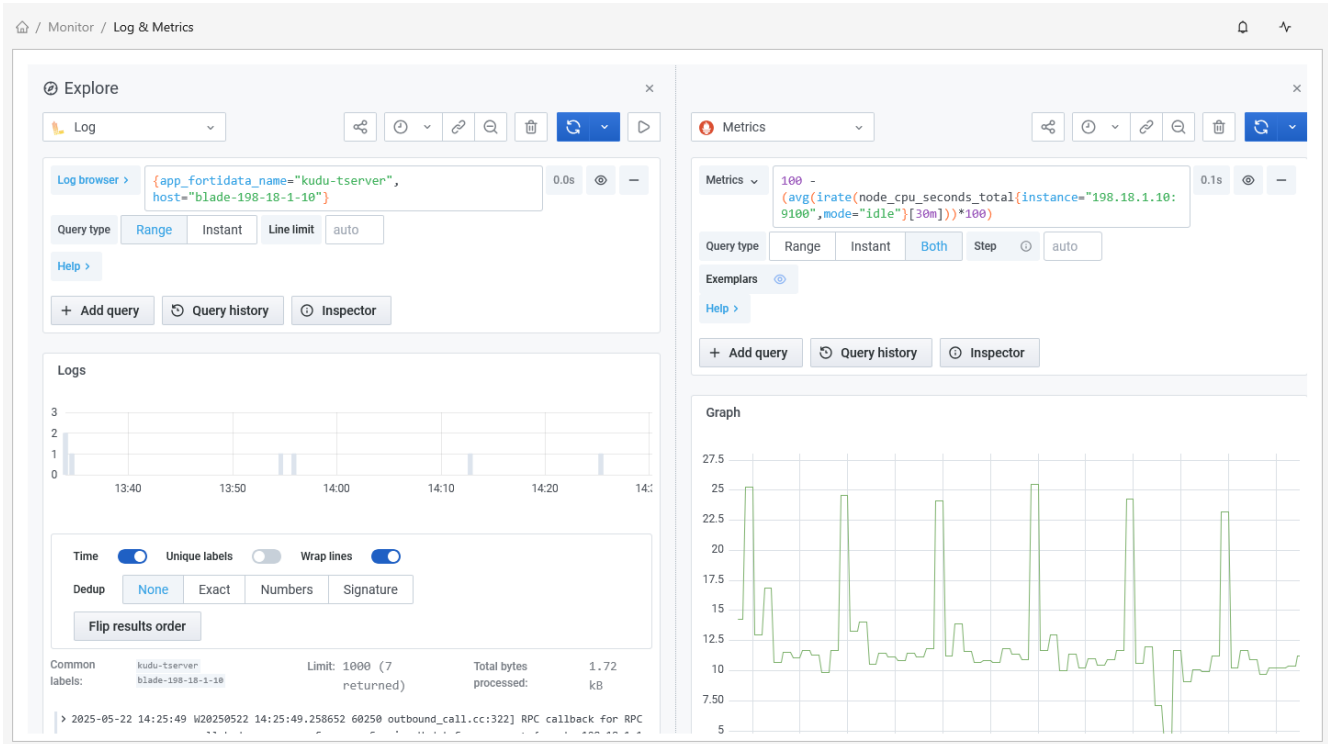 / Monitor / Log & Metrics
Explore
Log
Log browser >
{app_fortidata_name="kudu-tserver",
host="blade-198-18-1-10"}
0.0s
Query type Range Instant Line limit auto
Help >
+ Add query Query history Inspector
Logs
3
2
1
0
13:40 13:50 14:00 14:10 14:20 14:
Time Unique labels Wrap lines
Dedup None Exact Numbers Signature
Flip results order
Common labels: kudu-tserver blade-198-18-1-10
Limit: 1000 (7 returned)
Total bytes processed: 1.72 kB
> 2025-05-22 14:25:49 W20250522 14:25:49.258652 60250 outbound_call.cc:322] RPC callback for RPC
Metrics
Metrics
100 -
(avg(irate(node_cpu_seconds_total{instance="198.18.1.10:
9100",mode="idle"}[30m]))*100)
0.1s
Query type Range Instant Both Step auto
Exemplars
Help >
+ Add query Query history Inspector
Graph
27.5
25
22.5
20
17.5
15
12.5
10
7.50
5